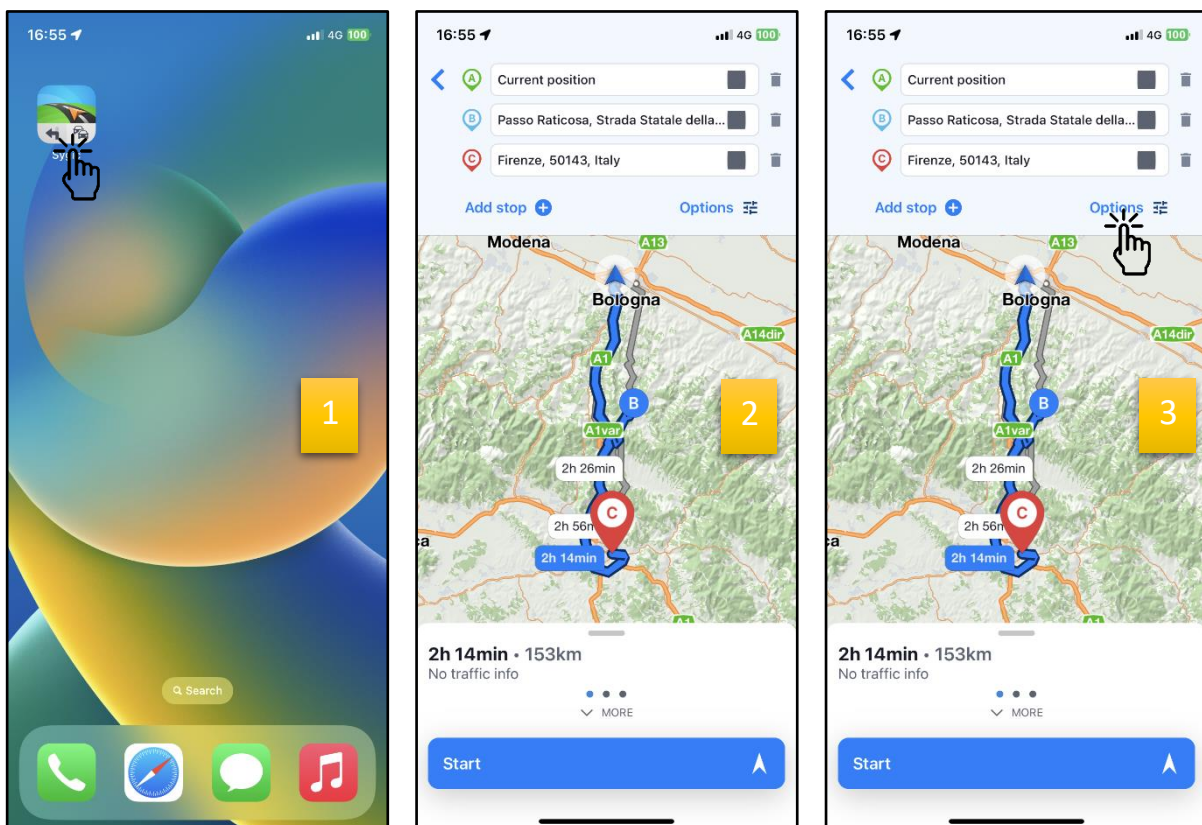 16:55
4G 100
Sygic
1
Search
16:55
4G 100
A
Current position
B
Passo Raticosa, Strada Statale della...
C
Firenze, 50143, Italy
Add stop
Options
Modena
A13
Bologna
A14dir
A1
B
2
A1var
2h 26min
C
2h 56m
a
2h 14min
A1
2h 14min • 153km
No traffic info
MORE
Start
16:55
4G 100
A
Current position
B
Passo Raticosa, Strada Statale della...
C
Firenze, 50143, Italy
Add stop
Options
Modena
A13
Bologna
A14dir
A1
B
3
A1var
2h 26min
C
2h 56m
ca
2h 14min
A1
2h 14min • 153km
No traffic info
MORE
Start